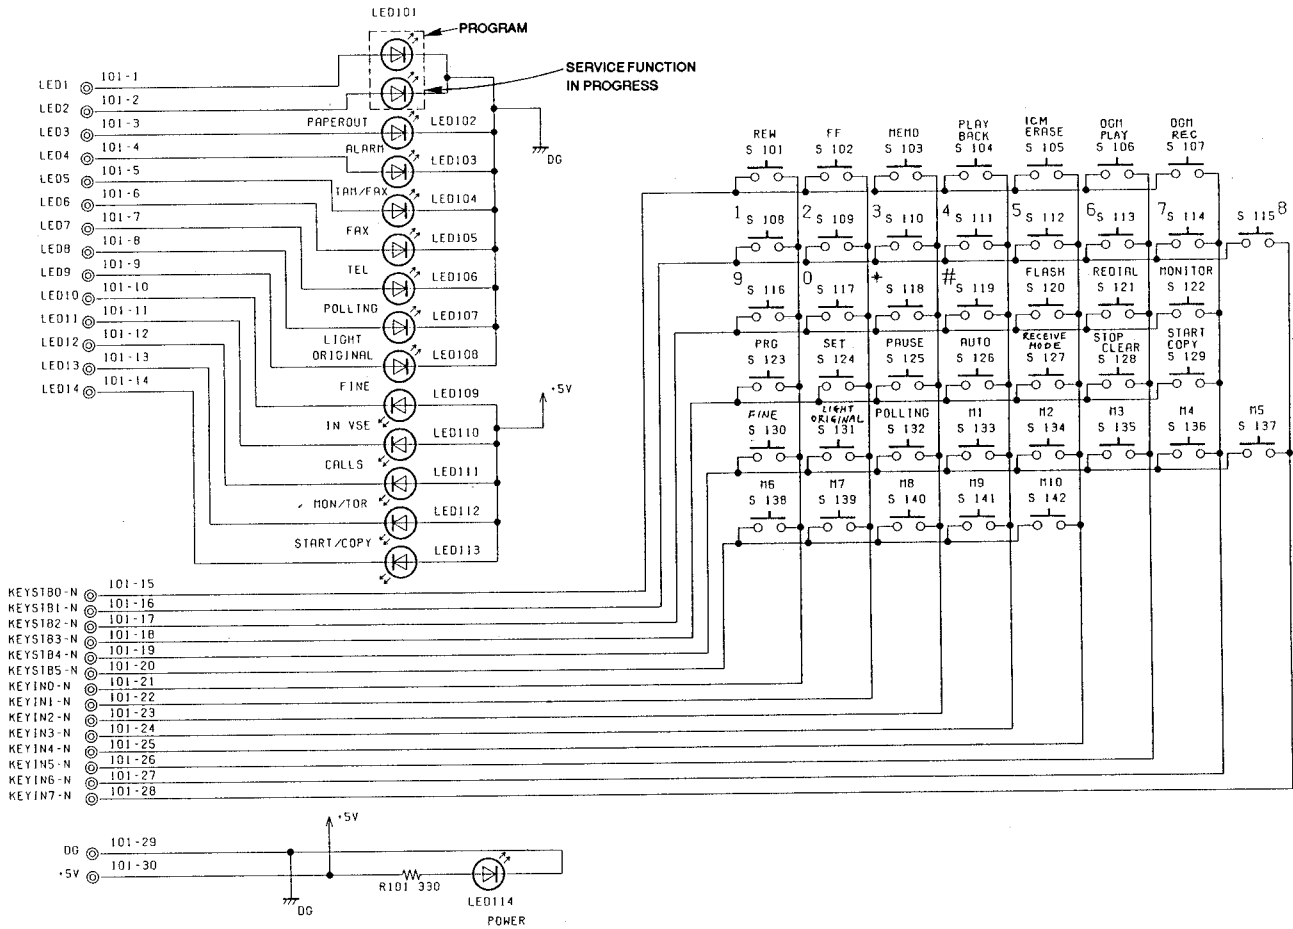 LED101
PROGRAM
SERVICE FUNCTION
IN PROGRESS
LED1 101-1
LED2 101-2
LED3 101-3
LED4 101-4
LED5 101-5
LED6 101-6
LED7 101-7
LED8 101-8
LED9 101-9
LED10 101-10
LED11 101-11
LED12 101-12
LED13 101-13
LED14 101-14
PAPEROUT LED102
ALARM LED103
TAM/FAX LED104
FAX LED105
TEL LED106
POLLING LED107
LIGHT
ORIGINAL LED108
FINE LED109
IN VSE LED110
CALLS LED111
MON/TOR LED112
START/COPY LED113
DG
+5V
REW
S 101
FF
S 102
MEMO
S 103
PLAY
BACK
S 104
ICM
ERASE
S 105
OGM
PLAY
S 106
OGM
REC
S 107
1 S 108
2 S 109
3 S 110
4 S 111
5 S 112
6 S 113
7 S 114
S 115 8
9 S 116
0 S 117
* S 118
# S 119
FLASH
S 120
REDIAL
S 121
MONITOR
S 122
PRG
S 123
SET
S 124
PAUSE
S 125
AUTO
S 126
RECEIVE
MODE
S 127
STOP
CLEAR
S 128
START
COPY
S 129
FINE
S 130
LIGHT
ORIGINAL
S 131
POLLING
S 132
M1
S 133
M2
S 134
M3
S 135
M4
S 136
M5
S 137
M6
S 138
M7
S 139
M8
S 140
M9
S 141
M10
S 142
KEYSTB0-N 101-15
KEYSTB1-N 101-16
KEYSTB2-N 101-17
KEYSTB3-N 101-18
KEYSTB4-N 101-19
KEYSTB5-N 101-20
KEYIN0-N 101-21
KEYIN1-N 101-22
KEYIN2-N 101-23
KEYIN3-N 101-24
KEYIN4-N 101-25
KEYIN5-N 101-26
KEYIN6-N 101-27
KEYIN7-N 101-28
+5V
DG 101-29
+5V 101-30
R101 330
DG
LED114
POWER